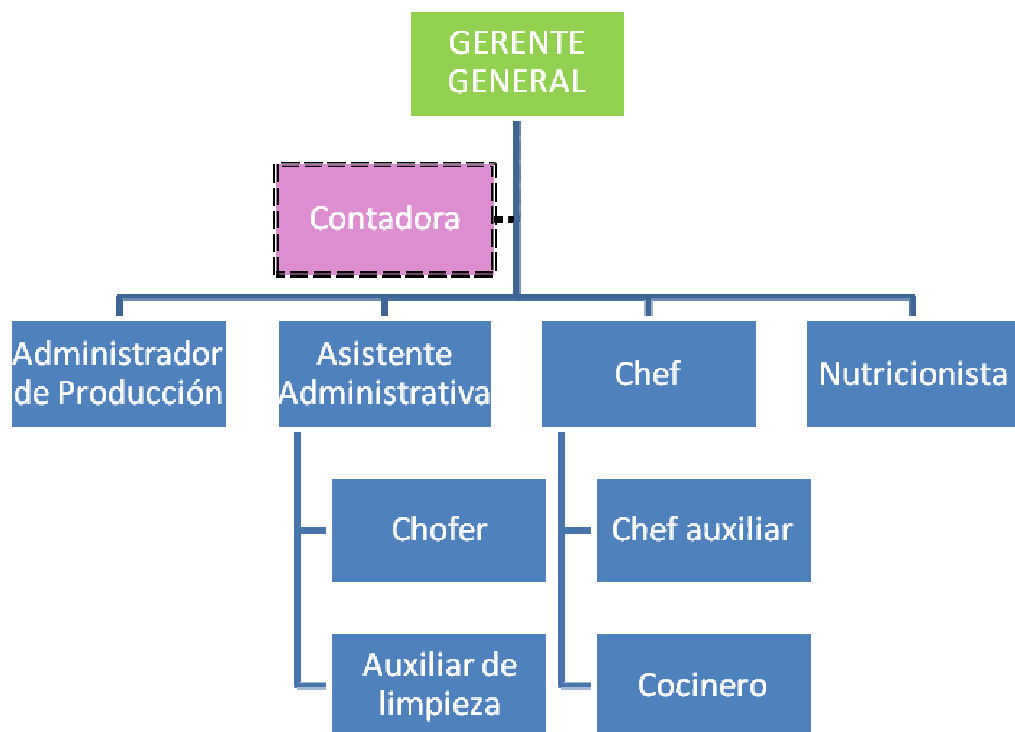 GERENTE
GENERAL
Contadora
Administrador
de Producción
Asistente
Administrativa
Chef
Nutricionista
Chofer
Chef auxiliar
Auxiliar de
limpieza
Cocinero